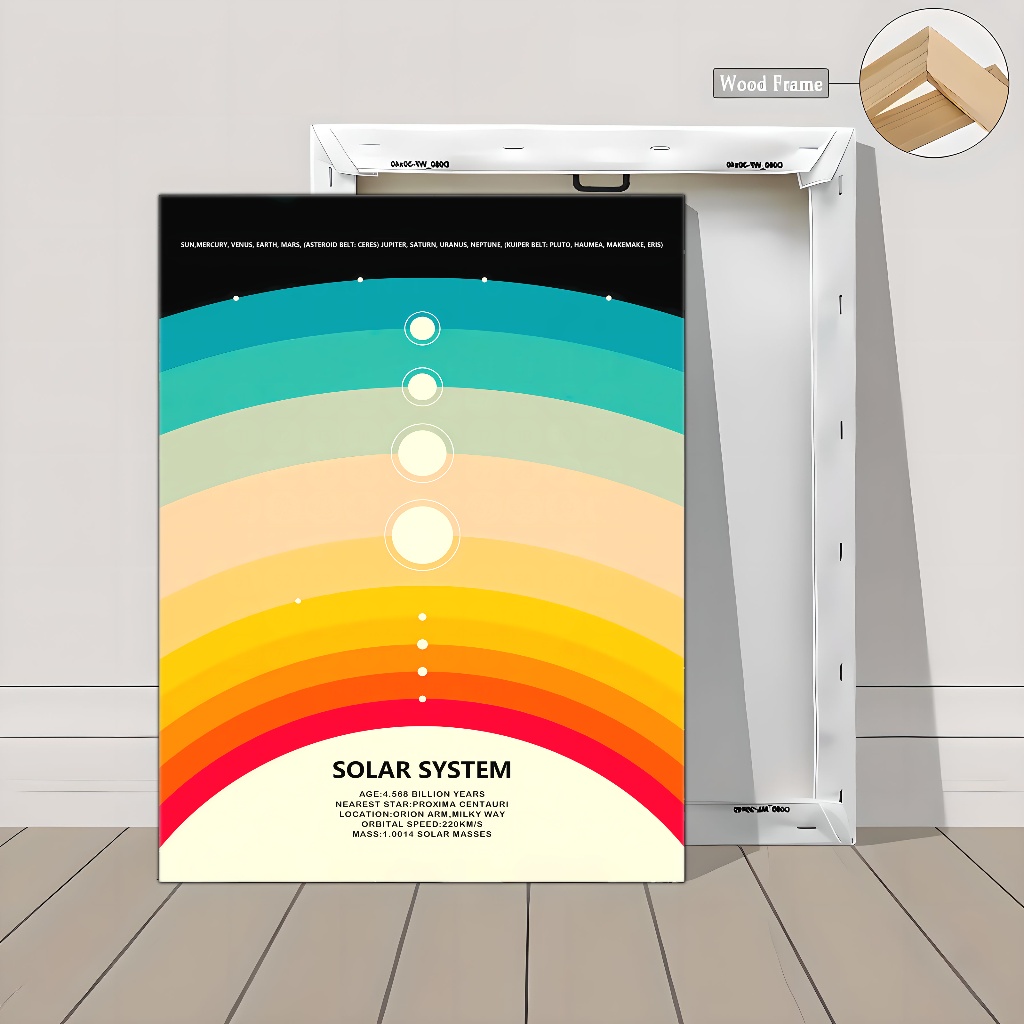 Wood Frame
SUN,MERCURY, VENUS, EARTH, MARS, (ASTEROID BELT: CERES) JUPITER, SATURN, URANUS, NEPTUNE, (KUIPER BELT: PLUTO, HAUMEA, MAKEMAKE, ERIS)
SOLAR SYSTEM
AGE:4.568 BILLION YEARS
NEAREST STAR:PROXIMA CENTAURI
LOCATION:ORION ARM,MILKY WAY
ORBITAL SPEED:220KM/S
MASS:1.0014 SOLAR MASSES